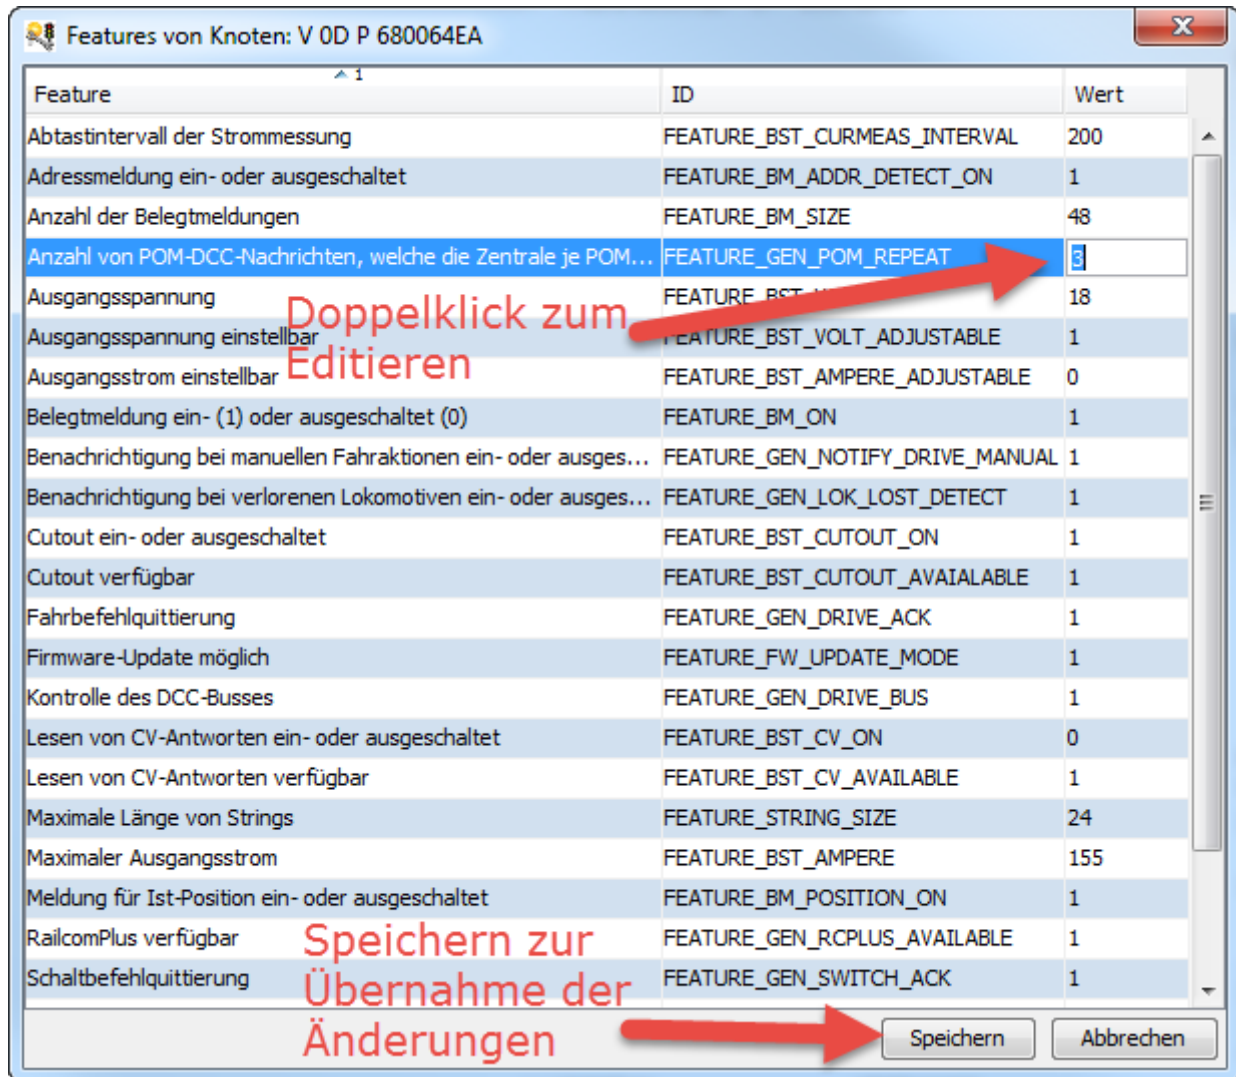 Features von Knoten: V 0D P 680064EA
1
Feature ID Wert
Abtastintervall der Strommessung FEATURE_BST_CURMEAS_INTERVAL 200
Adressmeldung ein- oder ausgeschaltet FEATURE_BM_ADDR_DETECT_ON 1
Anzahl der Belegtmeldungen FEATURE_BM_SIZE 48
Anzahl von POM-DCC-Nachrichten, welche die Zentrale je POM... FEATURE_GEN_POM_REPEAT 3
Ausgangsspannung 18
Doppelklick zum
Editieren
Ausgangsspannung einstellbar FEATURE_BST_VOLT_ADJUSTABLE 1
Ausgangsstrom einstellbar FEATURE_BST_AMPERE_ADJUSTABLE 0
Belegtmeldung ein- (1) oder ausgeschaltet (0) FEATURE_BM_ON 1
Benachrichtigung bei manuellen Fahraktionen ein- oder ausges... FEATURE_GEN_NOTIFY_DRIVE_MANUAL 1
Benachrichtigung bei verlorenen Lokomotiven ein- oder ausges... FEATURE_GEN_LOK_LOST_DETECT 1
Cutout ein- oder ausgeschaltet FEATURE_BST_CUTOUT_ON 1
Cutout verfügbar FEATURE_BST_CUTOUT_AVAIALABLE 1
Fahrbefehlquittierung FEATURE_GEN_DRIVE_ACK 1
Firmware-Update möglich FEATURE_FW_UPDATE_MODE 1
Kontrolle des DCC-Busses FEATURE_GEN_DRIVE_BUS 1
Lesen von CV-Antworten ein- oder ausgeschaltet FEATURE_BST_CV_ON 0
Lesen von CV-Antworten verfügbar FEATURE_BST_CV_AVAILABLE 1
Maximale Länge von Strings FEATURE_STRING_SIZE 24
Maximaler Ausgangsstrom FEATURE_BST_AMPERE 155
Meldung für Ist-Position ein- oder ausgeschaltet FEATURE_BM_POSITION_ON 1
RailcomPlus verfügbar FEATURE_GEN_RCPLUS_AVAILABLE 1
Schaltbefehlquittierung FEATURE_GEN_SWITCH_ACK 1
Speichern zur
Übernahme der
Änderungen
Speichern Abbrechen